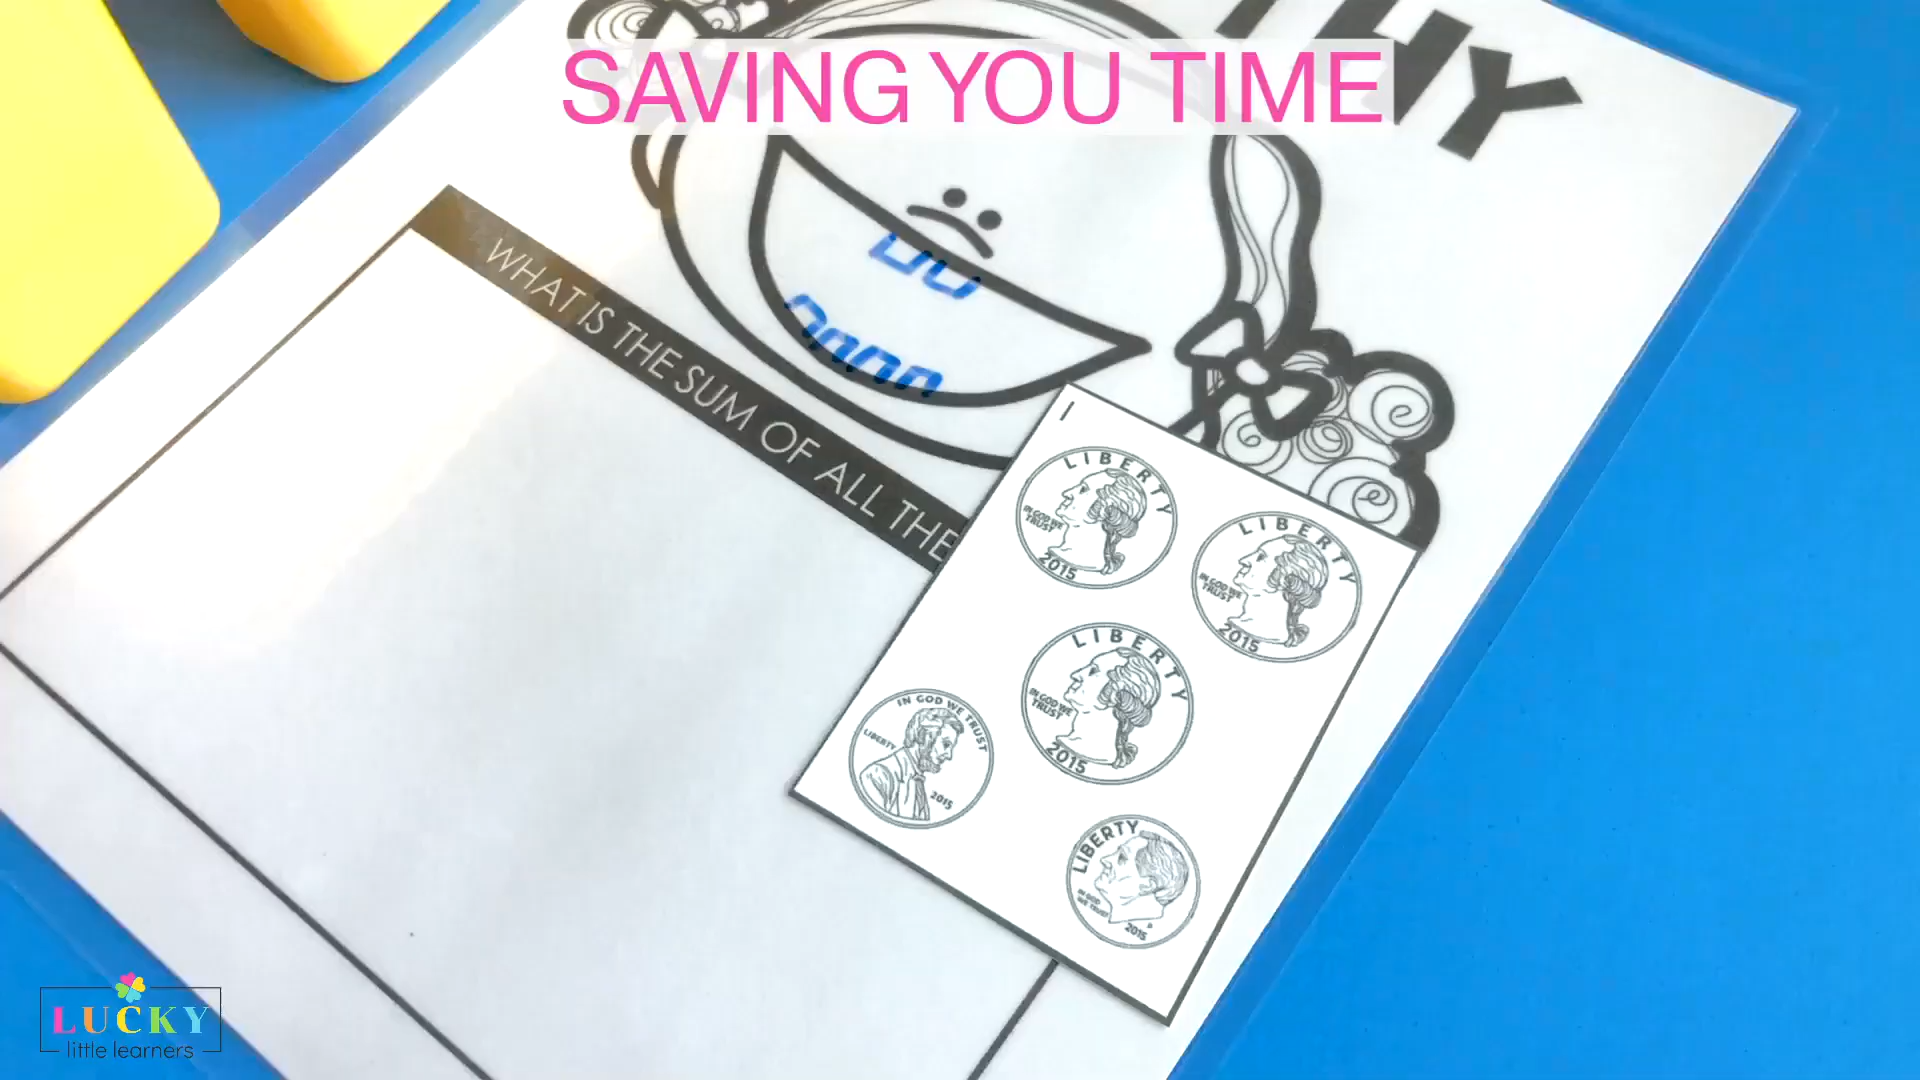 SAVING YOU TIME
WHAT IS THE SUM OF ALL THE
1
LIBERTY
IN GOD WE
TRUST
2015
LIBERTY
IN GOD WE
TRUST
2015
LIBERTY
IN GOD WE
TRUST
2015
IN GOD WE TRUST
LIBERTY
2015
LIBERTY
IN GOD
WE TRUST
2015
LUCKY
little learners